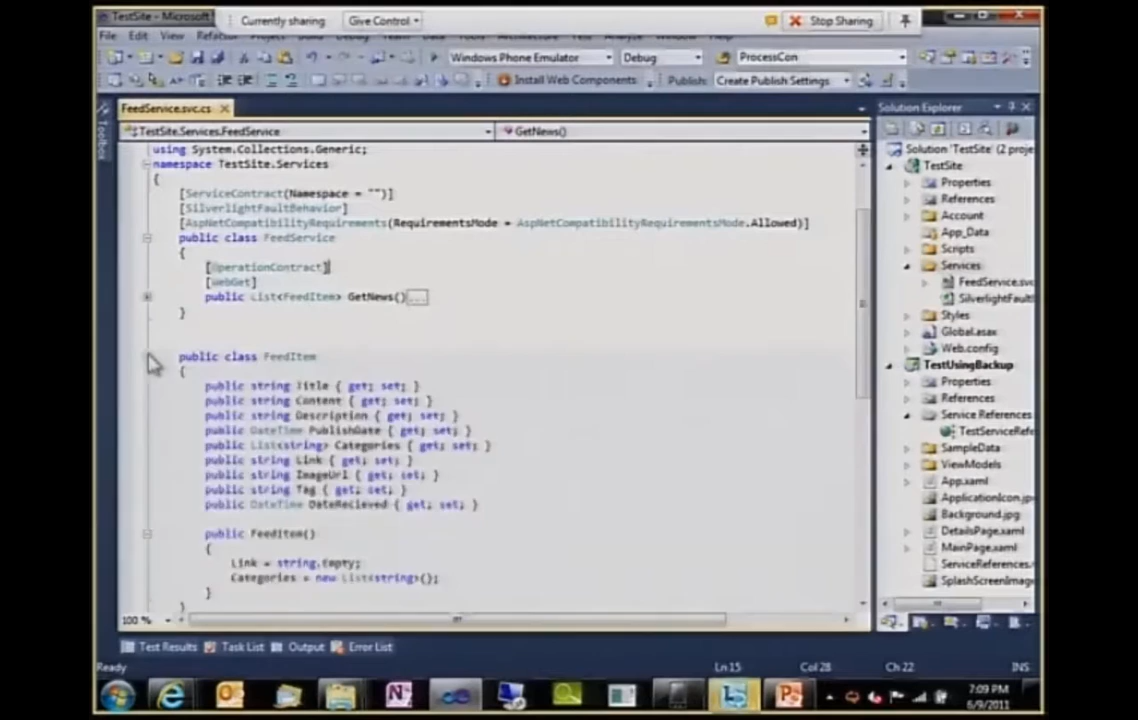 TestSite - Microsoft
Currently sharing
Give Control
Stop Sharing
File Edit View Refactor
Windows Phone Emulator
Debug
ProcessCon
Install Web Components
Publish: Create Publish Settings
FeedService.svc.cs
TestSite.Services.FeedService
GetNews()
using System.Collections.Generic;
namespace TestSite.Services
{
[ServiceContract(Namespace = "")]
[SilverlightFaultBehavior]
[AspNetCompatibilityRequirements(RequirementsMode = AspNetCompatibilityRequirementsMode.Allowed)]
public class FeedService
{
[OperationContract]
[WebGet]
public List<FeedItem> GetNews()...
}
public class FeedItem
{
public string Title { get; set; }
public string Content { get; set; }
public string Description { get; set; }
public DateTime PublishDate { get; set; }
public List<string> Categories { get; set; }
public string Link { get; set; }
public string ImageUrl { get; set; }
public string Tag { get; set; }
public DateTime DateRecieved { get; set; }
public FeedItem()
{
Link = string.Empty;
Categories = new List<string>();
}
}
100 %
Toolbox
Solution Explorer
Solution 'TestSite' (2 proje
TestSite
Properties
References
Account
App_Data
Scripts
Services
FeedService.svc
SilverlightFaul
Styles
Global.asax
Web.config
TestUsingBackup
Properties
References
Service References
TestServiceRefe
SampleData
ViewModels
App.xaml
ApplicationIcon.jp
Background.jpg
DetailsPage.xaml
MainPage.xaml
ServiceReferences.
SplashScreenImag
Test Results
Task List
Output
Error List
Ready
Ln 15
Col 28
Ch 22
INS
7:09 PM
6/9/2011